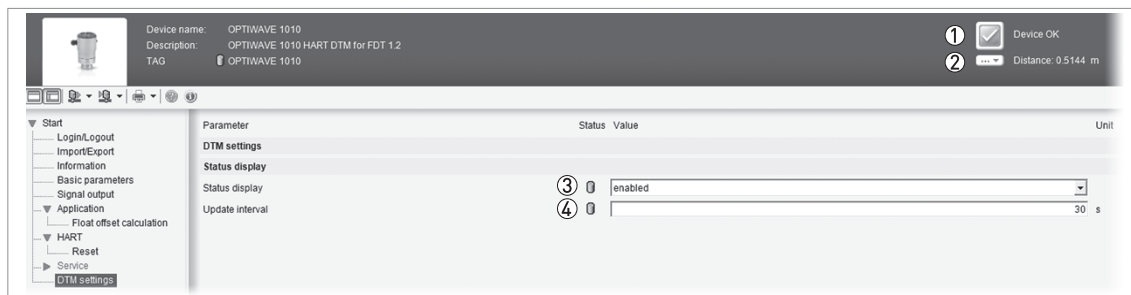 Device name: OPTIWAVE 1010
Description: OPTIWAVE 1010 HART DTM for FDT 1.2
TAG OPTIWAVE 1010
① Device OK
② Distance: 0.5144 m
Start
Login/Logout
Import/Export
Information
Basic parameters
Signal output
Application
Float offset calculation
HART
Reset
Service
DTM settings
Parameter Status Value Unit
DTM settings
Status display
Status display ③ enabled
Update interval ④ 30 s